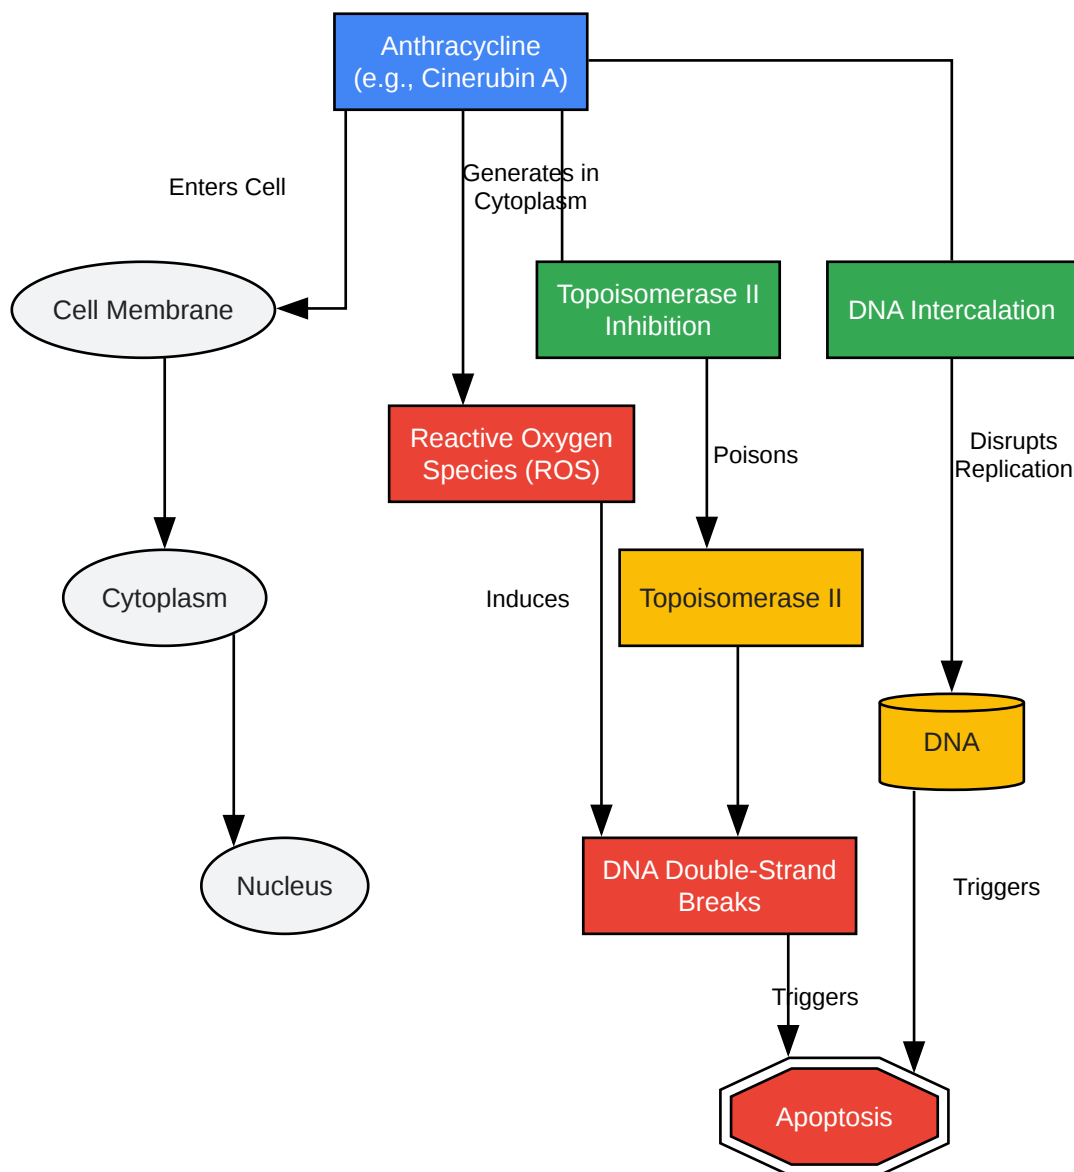 Anthracycline
(e.g., Cinerubin A)
Enters Cell
Generates in
Cytoplasm
Cell Membrane
Topoisomerase II
Inhibition
DNA Intercalation
Reactive Oxygen
Species (ROS)
Poisons
Disrupts
Replication
Cytoplasm
Induces
Topoisomerase II
DNA
Nucleus
DNA Double-Strand
Breaks
Triggers
Triggers
Apoptosis